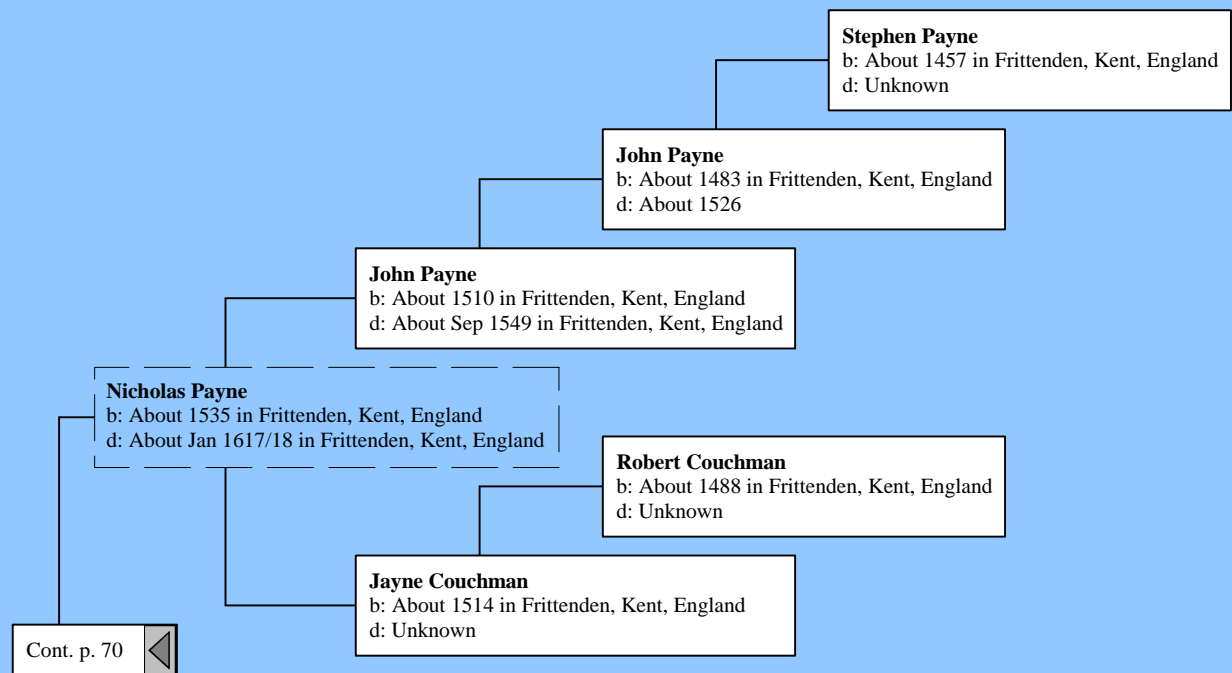 Stephen Payne
b: About 1457 in Frittenden, Kent, England
d: Unknown
John Payne
b: About 1483 in Frittenden, Kent, England
d: About 1526
John Payne
b: About 1510 in Frittenden, Kent, England
d: About Sep 1549 in Frittenden, Kent, England
Nicholas Payne
b: About 1535 in Frittenden, Kent, England
d: About Jan 1617/18 in Frittenden, Kent, England
Robert Couchman
b: About 1488 in Frittenden, Kent, England
d: Unknown
Jayne Couchman
b: About 1514 in Frittenden, Kent, England
d: Unknown
Cont. p. 70